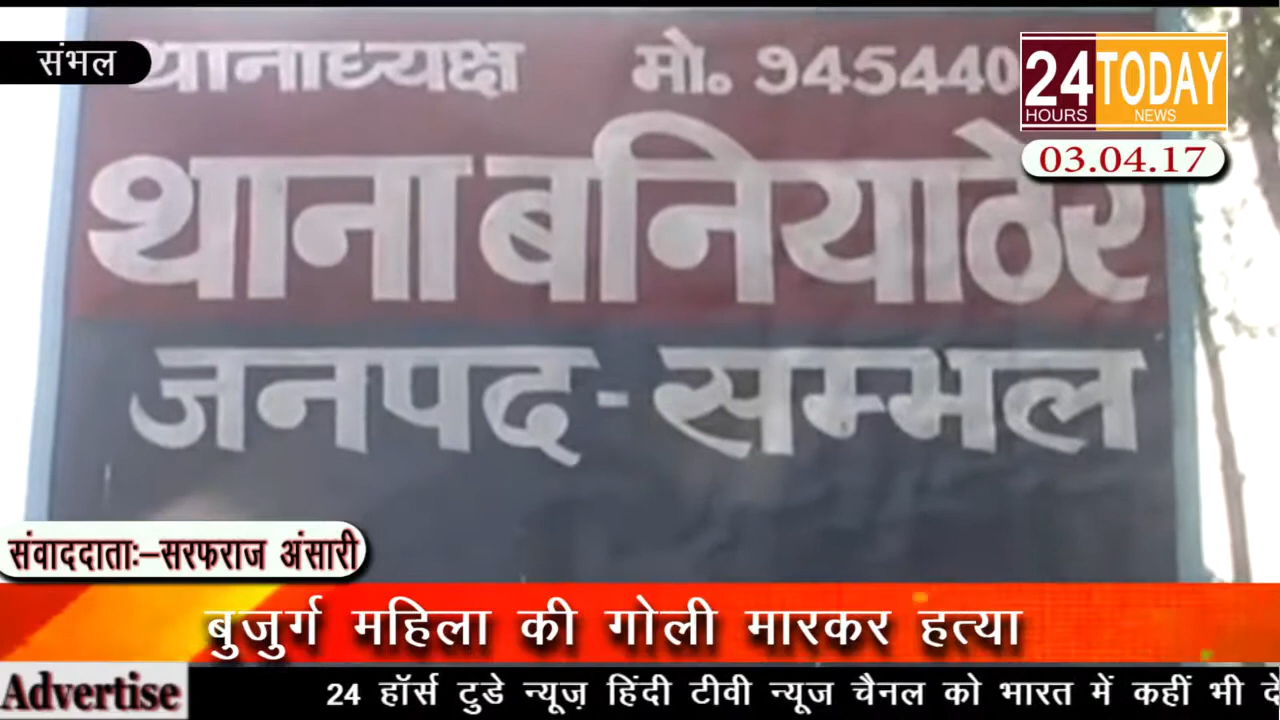 संभल
थानाध्यक्ष मो० 945440
24 TODAY
HOURS NEWS
03.04.17
थाना बनियाठेर
जनपद - सम्भल
संवाददाताः-सरफराज अंसारी
बुजुर्ग महिला की गोली मारकर हत्या
Advertise 24 हॉर्स टुडे न्यूज़ हिंदी टीवी न्यूज चैनल को भारत में कहीं भी